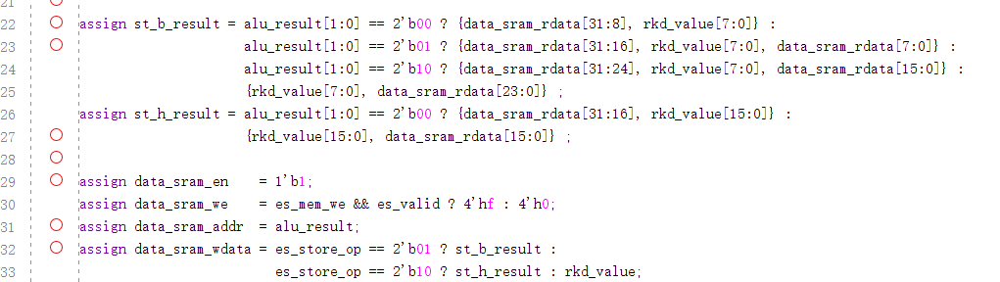 21
22 assign st_b_result = alu_result[1:0] == 2'b00 ? {data_sram_rdata[31:8], rkd_value[7:0]} :
23 alu_result[1:0] == 2'b01 ? {data_sram_rdata[31:16], rkd_value[7:0], data_sram_rdata[7:0]} :
24 alu_result[1:0] == 2'b10 ? {data_sram_rdata[31:24], rkd_value[7:0], data_sram_rdata[15:0]} :
25 {rkd_value[7:0], data_sram_rdata[23:0]} ;
26 assign st_h_result = alu_result[1:0] == 2'b00 ? {data_sram_rdata[31:16], rkd_value[15:0]} :
27 {rkd_value[15:0], data_sram_rdata[15:0]} ;
28
29 assign data_sram_en = 1'b1;
30 assign data_sram_we = es_mem_we && es_valid ? 4'hf : 4'h0;
31 assign data_sram_addr = alu_result;
32 assign data_sram_wdata = es_store_op == 2'b01 ? st_b_result :
33 es_store_op == 2'b10 ? st_h_result : rkd_value;